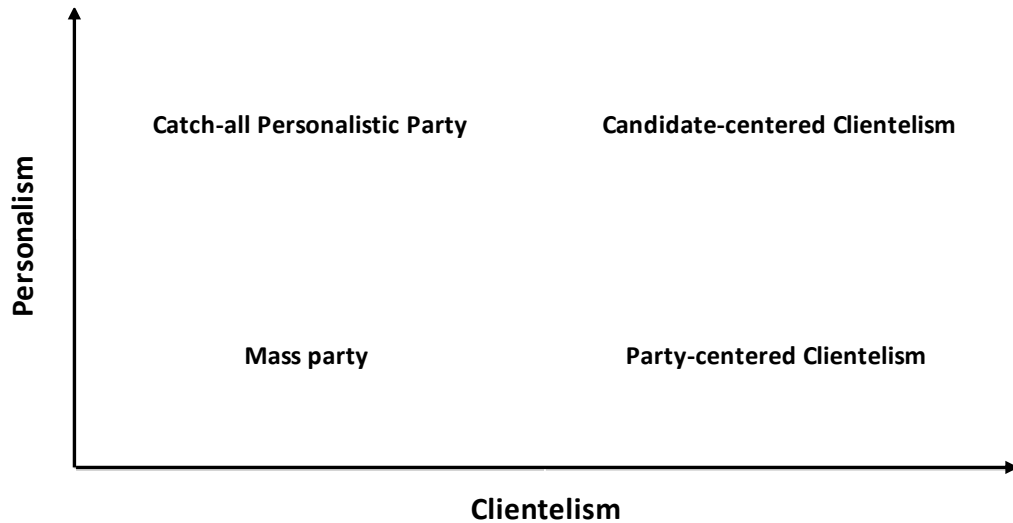 Catch-all Personalistic Party
Candidate-centered Clientelism
Personalism
Mass party
Party-centered Clientelism
Clientelism